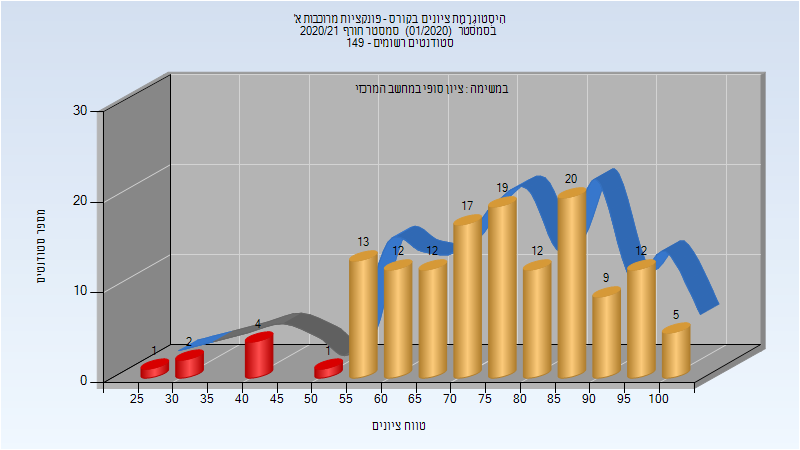 היסטוגרמת ציונים בקורס - פונקציות מרוכבות א'
בסמסטר (01/2020) סמסטר חורף 2020/21
סטודנטים רשומים - 149
במשימה : ציון סופי במחשב המרכזי
מספר סטודנטים
30
20
10
0
1
2
4
1
13
12
12
17
19
12
20
9
12
5
25 30 35 40 45 50 55 60 65 70 75 80 85 90 95 100
טווח ציונים